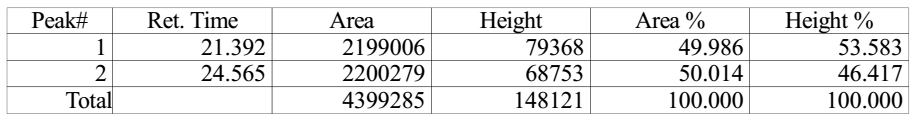 Peak# Ret. Time Area Height Area % Height %
1 21.392 2199006 79368 49.986 53.583
2 24.565 2200279 68753 50.014 46.417
Total 4399285 148121 100.000 100.000